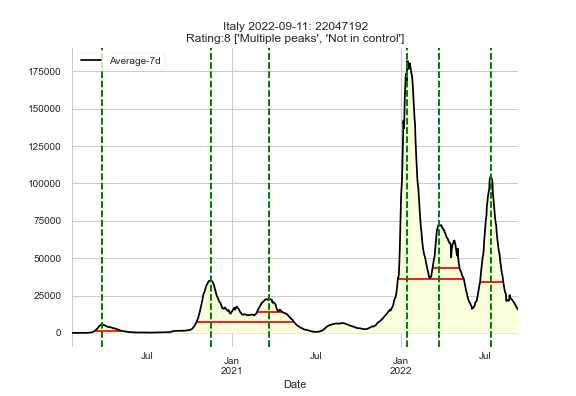 Italy 2022-09-11: 22047192
Rating:8 ['Multiple peaks', 'Not in control']
Average-7d
175000
150000
125000
100000
75000
50000
25000
0
Jul
Jan
2021
Jul
Jan
2022
Jul
Date